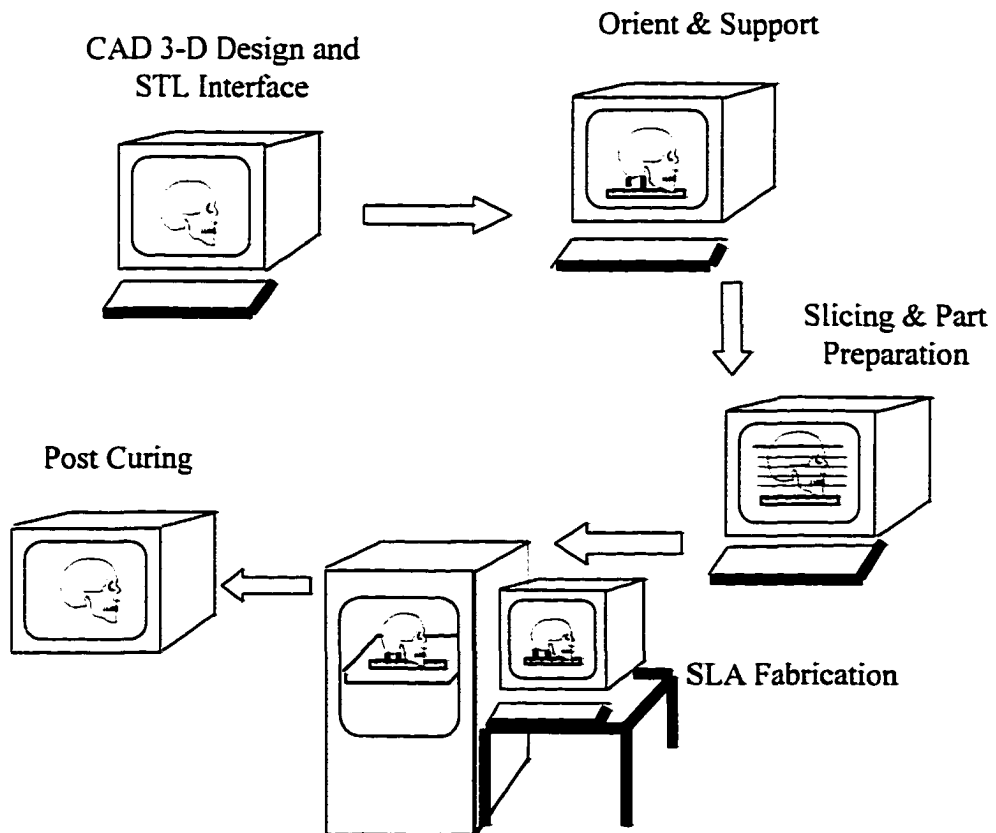 CAD 3-D Design and
STL Interface
Orient & Support
Slicing & Part
Preparation
SLA Fabrication
Post Curing